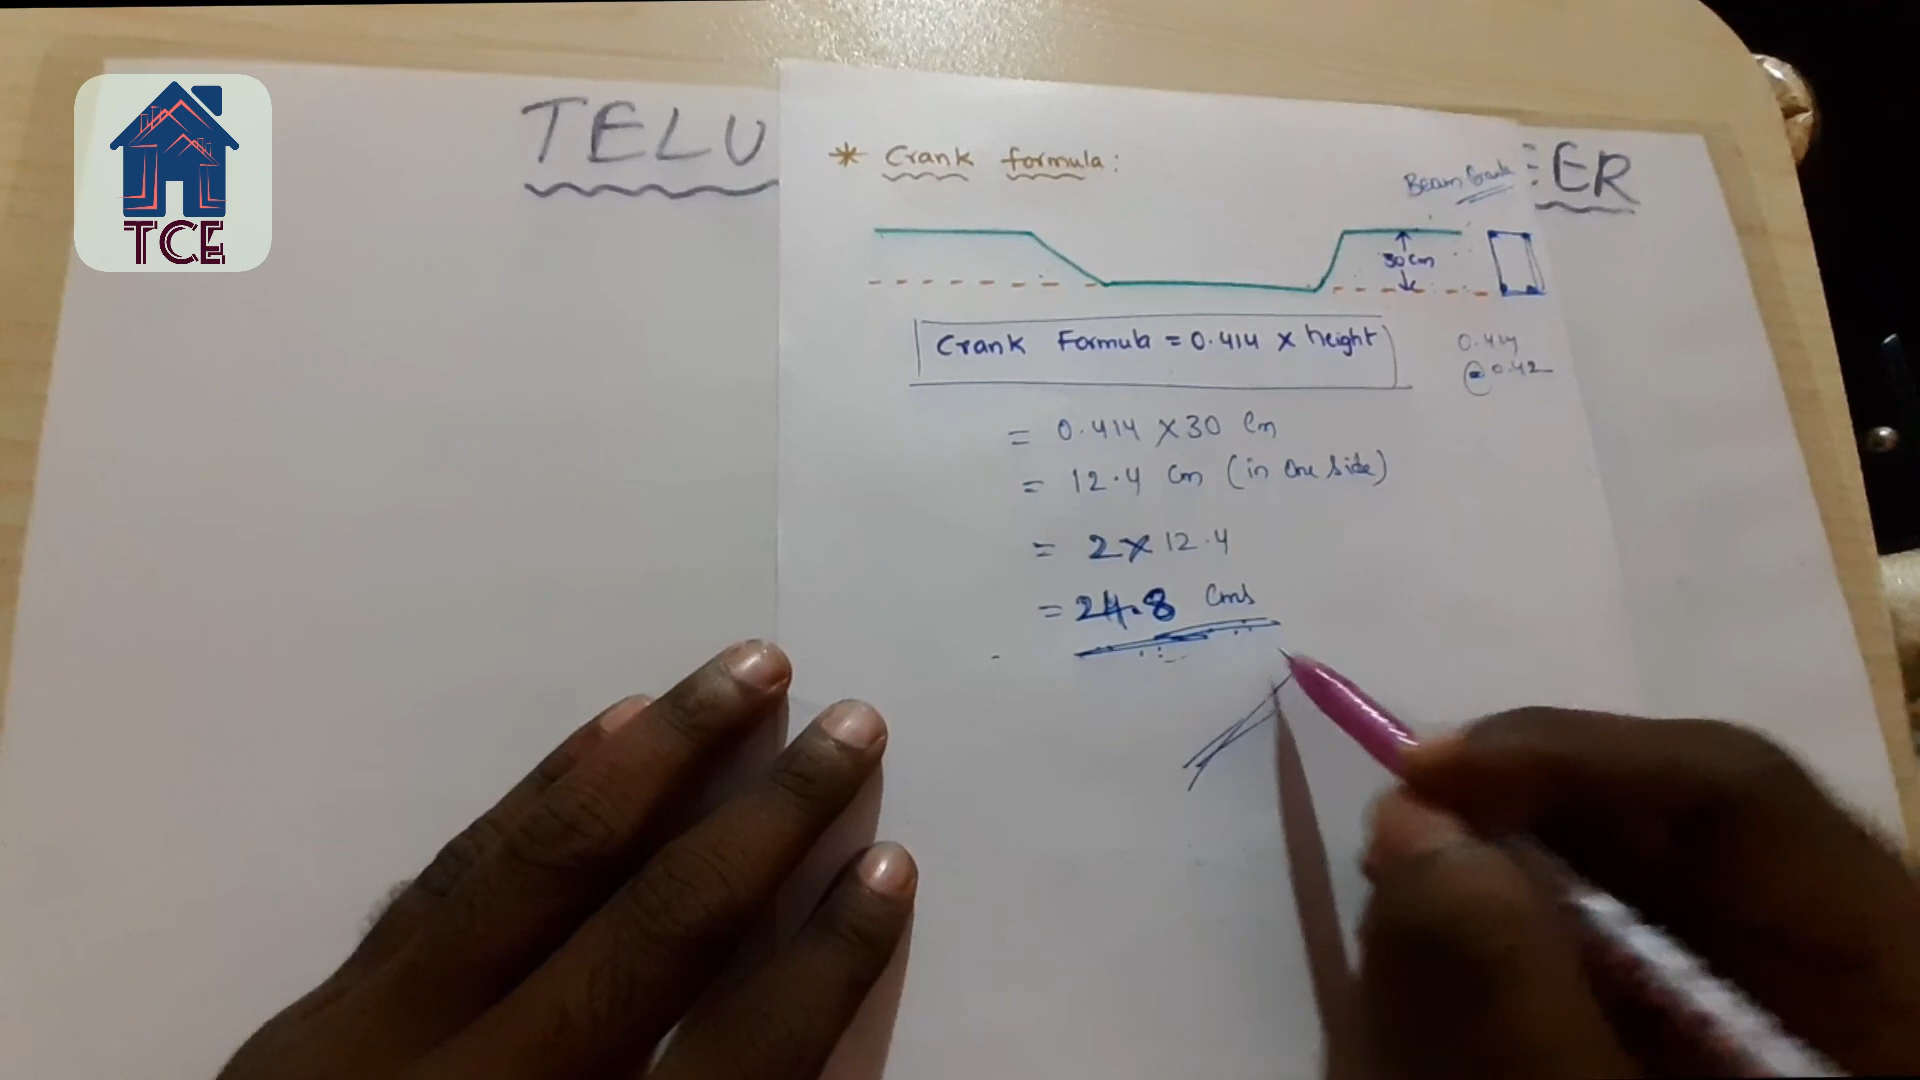 TCE
TELU
ER
* Crank formula:
Beam Crank
30 cm
Crank Formula = 0.414 x height
0.414
@ 0.42
= 0.414 x 30 Cm
= 12.4 cm (in one side)
= 2 x 12.4
= 24.8 Cms